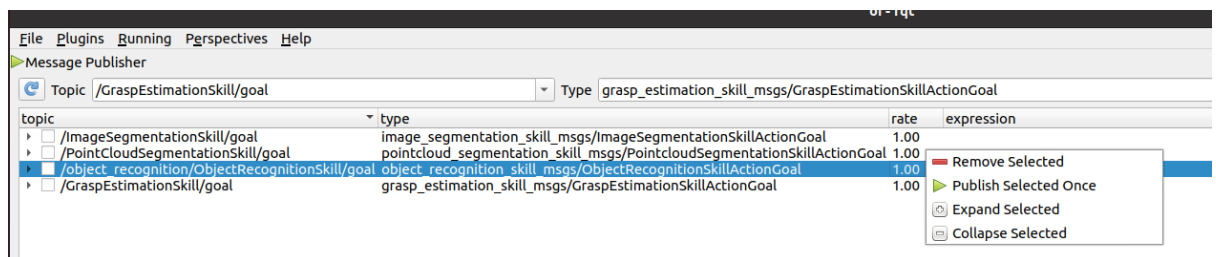 File Plugins Running Perspectives Help
Message Publisher
Topic /GraspEstimationSkill/goal Type grasp_estimation_skill_msgs/GraspEstimationSkillActionGoal
topic type rate expression
/ImageSegmentationSkill/goal image_segmentation_skill_msgs/ImageSegmentationSkillActionGoal 1.00
/PointCloudSegmentationSkill/goal pointcloud_segmentation_skill_msgs/PointcloudSegmentationSkillActionGoal 1.00
/object_recognition/ObjectRecognitionSkill/goal object_recognition_skill_msgs/ObjectRecognitionSkillActionGoal 1.00
/GraspEstimationSkill/goal grasp_estimation_skill_msgs/GraspEstimationSkillActionGoal 1.00
Remove Selected
Publish Selected Once
Expand Selected
Collapse Selected